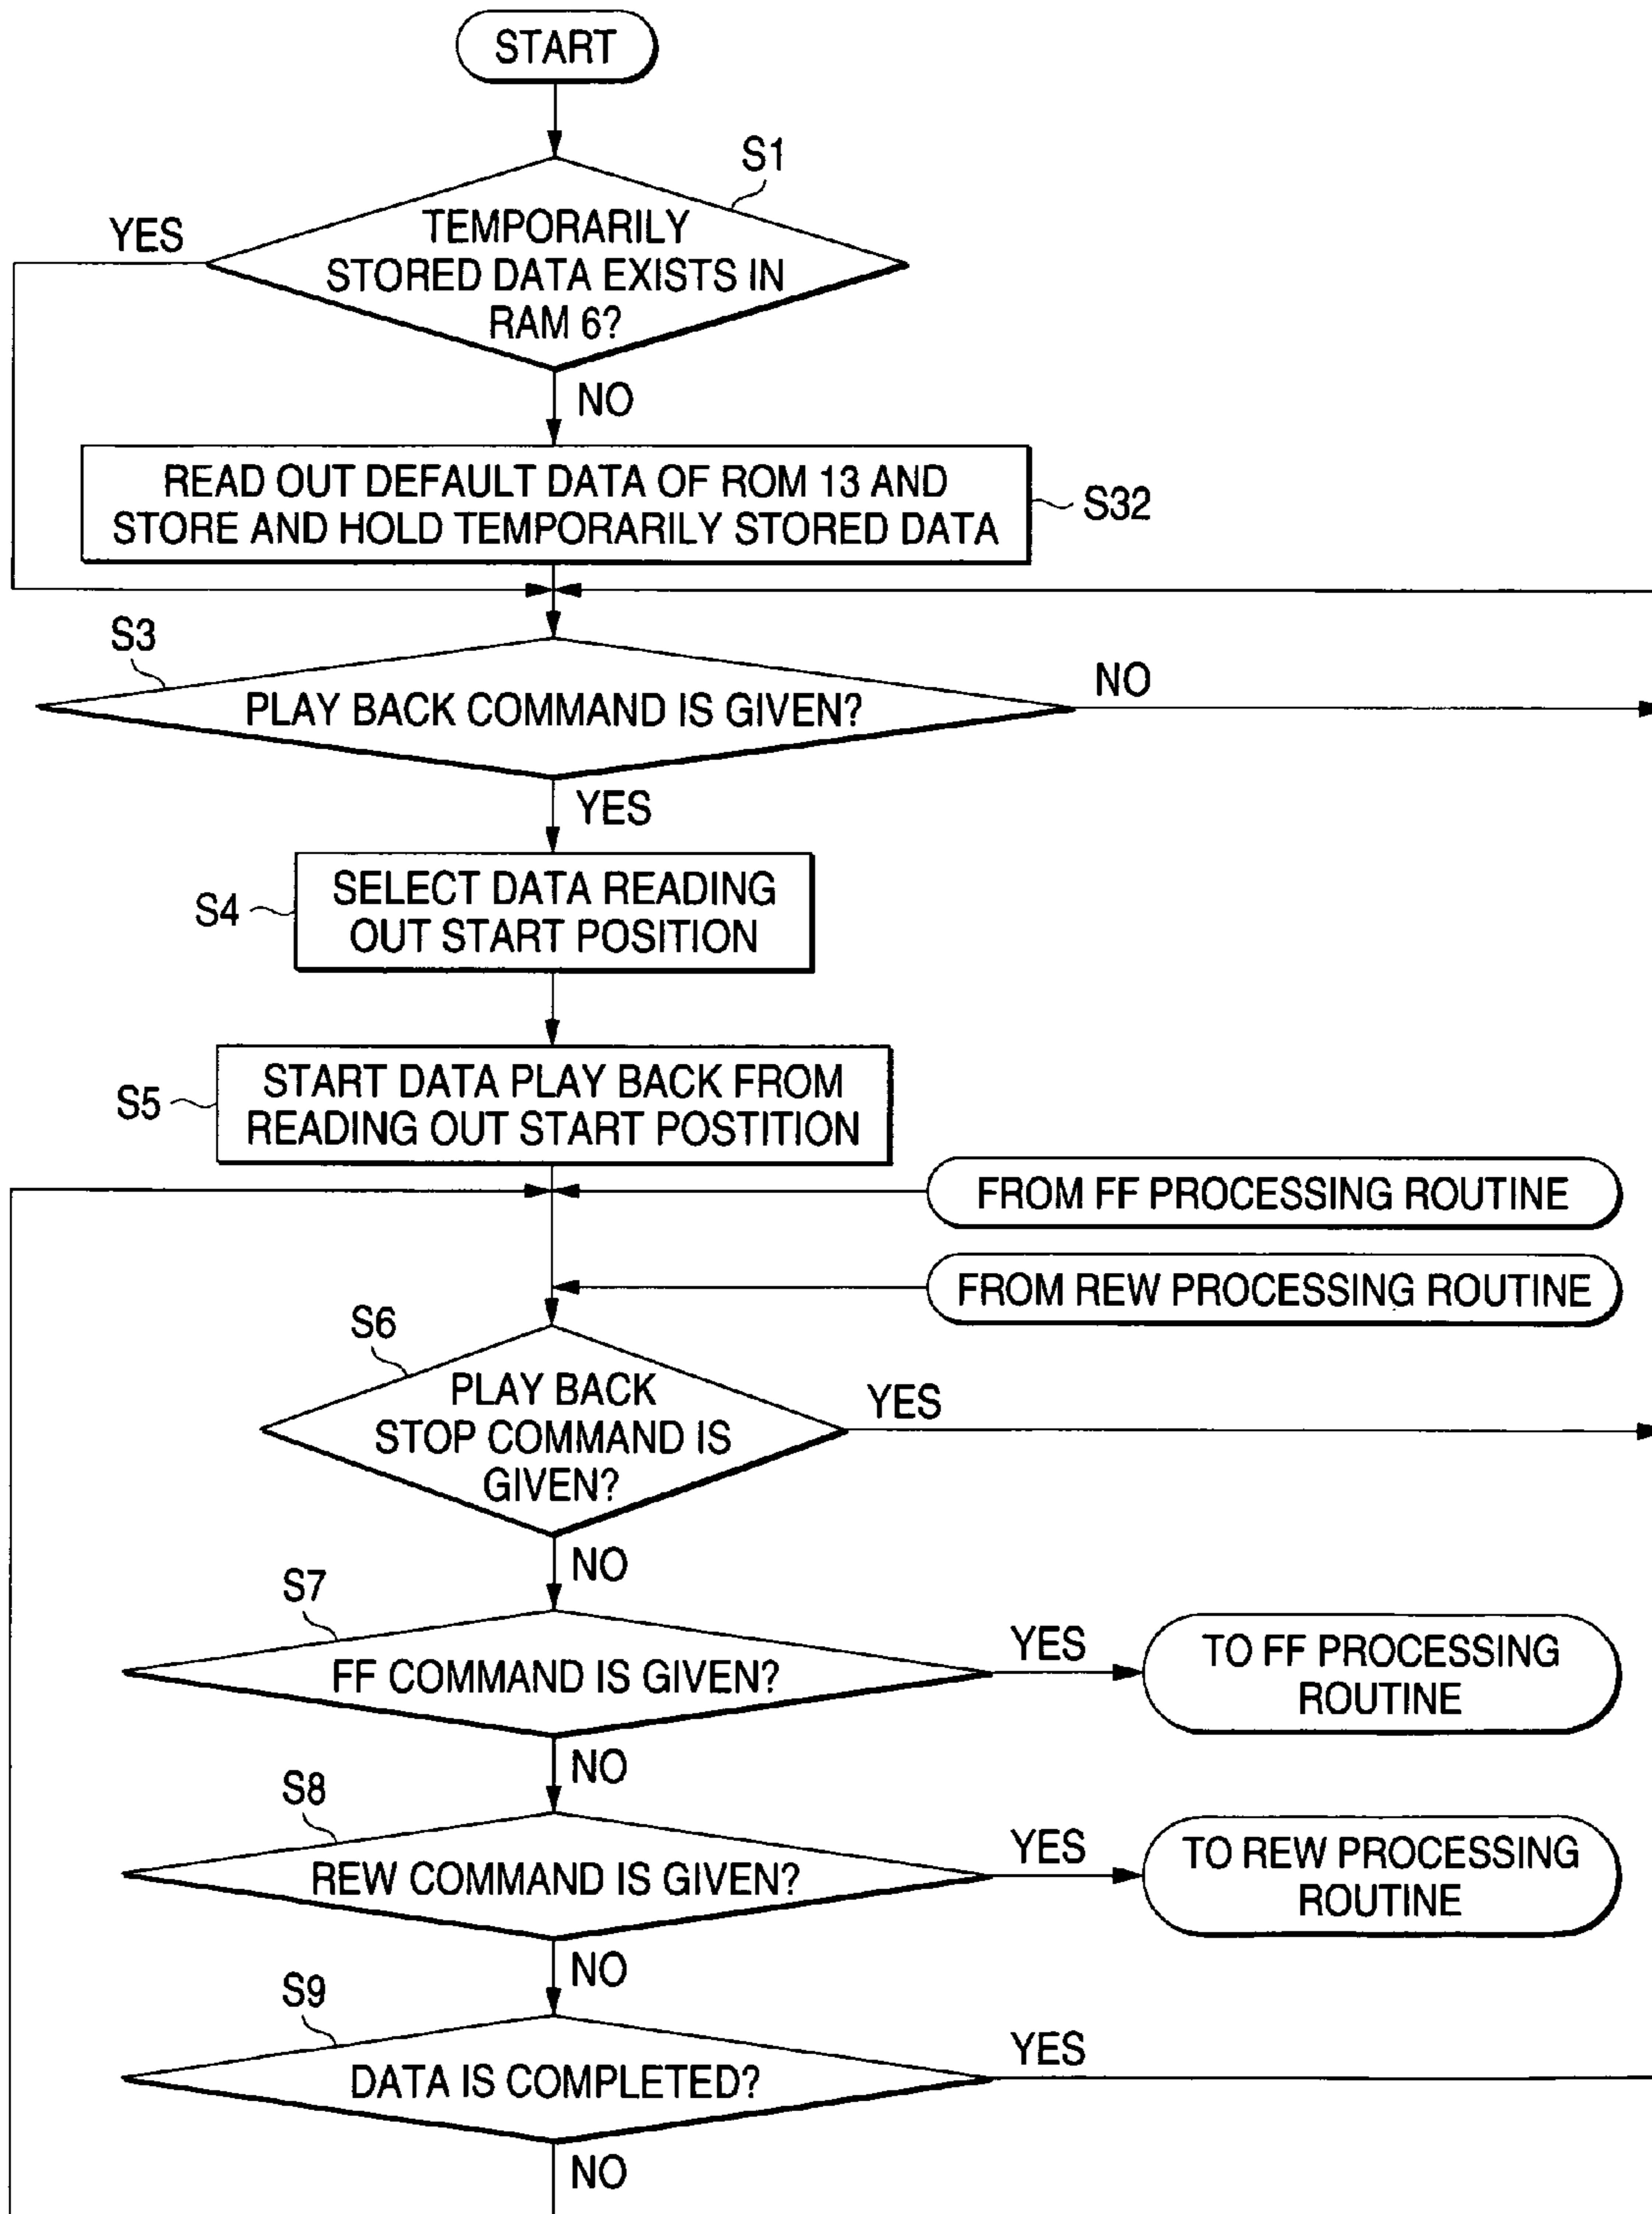 START
S1
YES
TEMPORARILY
STORED DATA EXISTS IN
RAM 6?
NO
READ OUT DEFAULT DATA OF ROM 13 AND
STORE AND HOLD TEMPORARILY STORED DATA
S32
S3
PLAY BACK COMMAND IS GIVEN?
NO
YES
S4
SELECT DATA READING
OUT START POSITION
S5
START DATA PLAY BACK FROM
READING OUT START POSTITION
FROM FF PROCESSING ROUTINE
FROM REW PROCESSING ROUTINE
S6
PLAY BACK
STOP COMMAND IS
GIVEN?
YES
NO
S7
FF COMMAND IS GIVEN?
YES
TO FF PROCESSING
ROUTINE
NO
S8
REW COMMAND IS GIVEN?
YES
TO REW PROCESSING
ROUTINE
NO
S9
DATA IS COMPLETED?
YES
NO